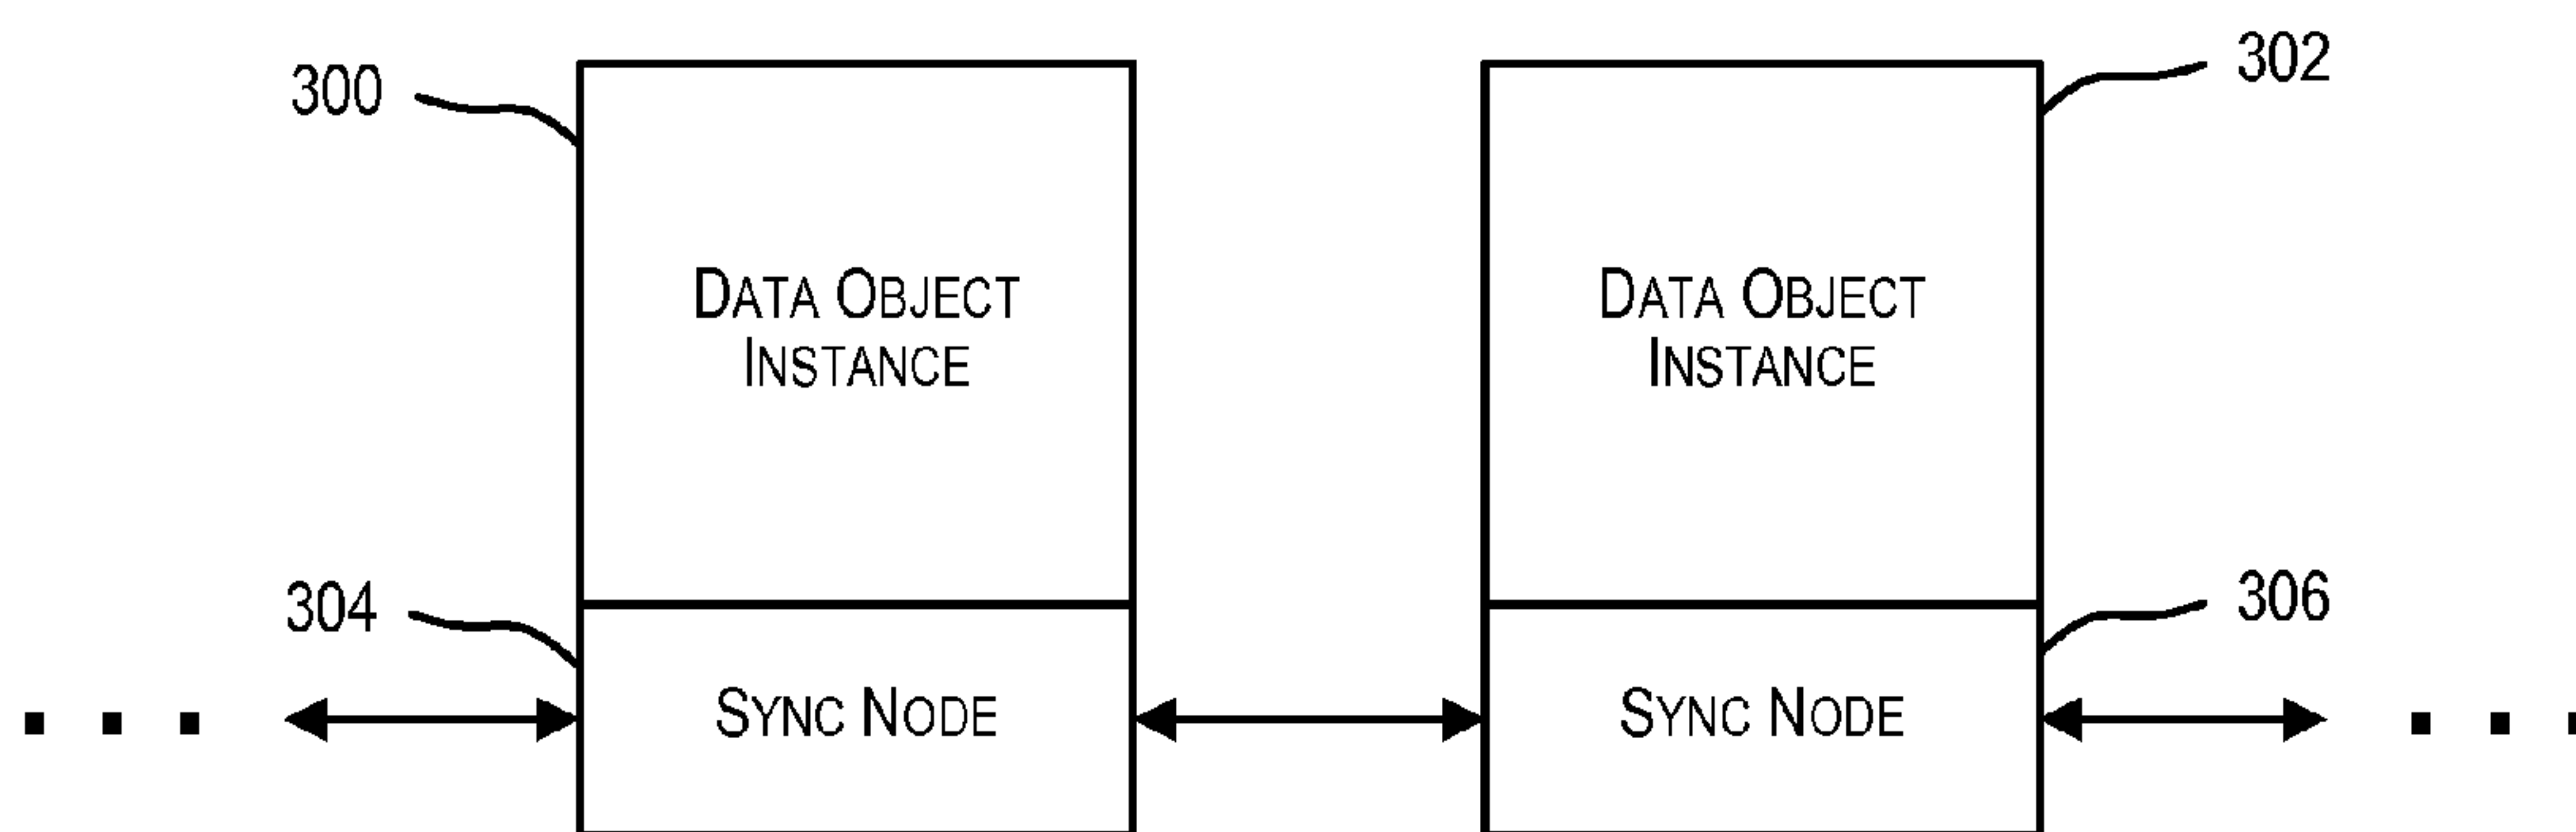 300
302
DATA OBJECT
INSTANCE
DATA OBJECT
INSTANCE
304
306
SYNC NODE
SYNC NODE